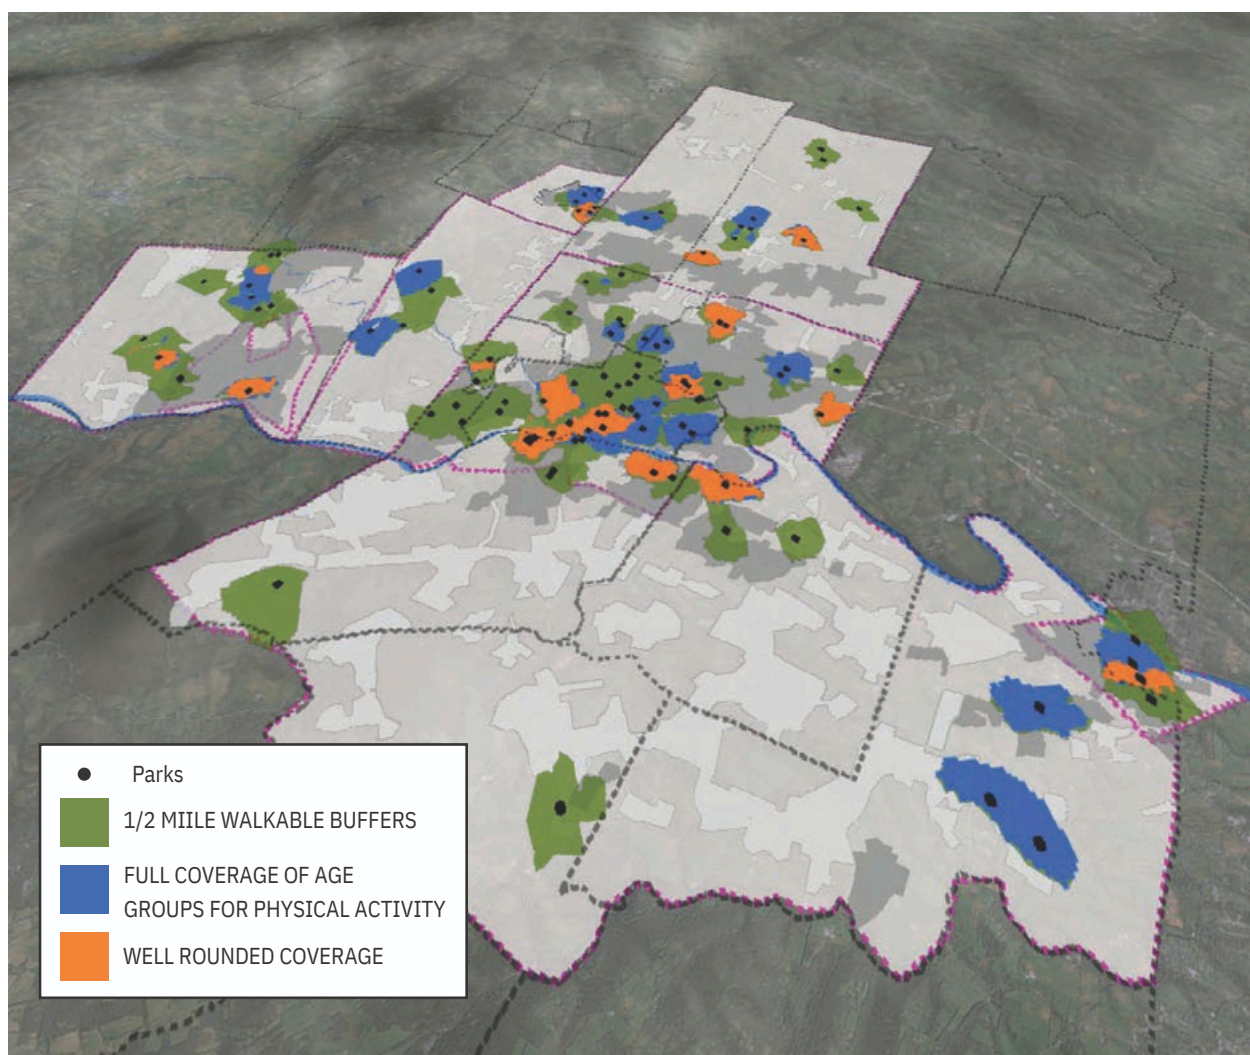 Parks
1/2 MIILE WALKABLE BUFFERS
FULL COVERAGE OF AGE
GROUPS FOR PHYSICAL ACTIVITY
WELL ROUNDED COVERAGE